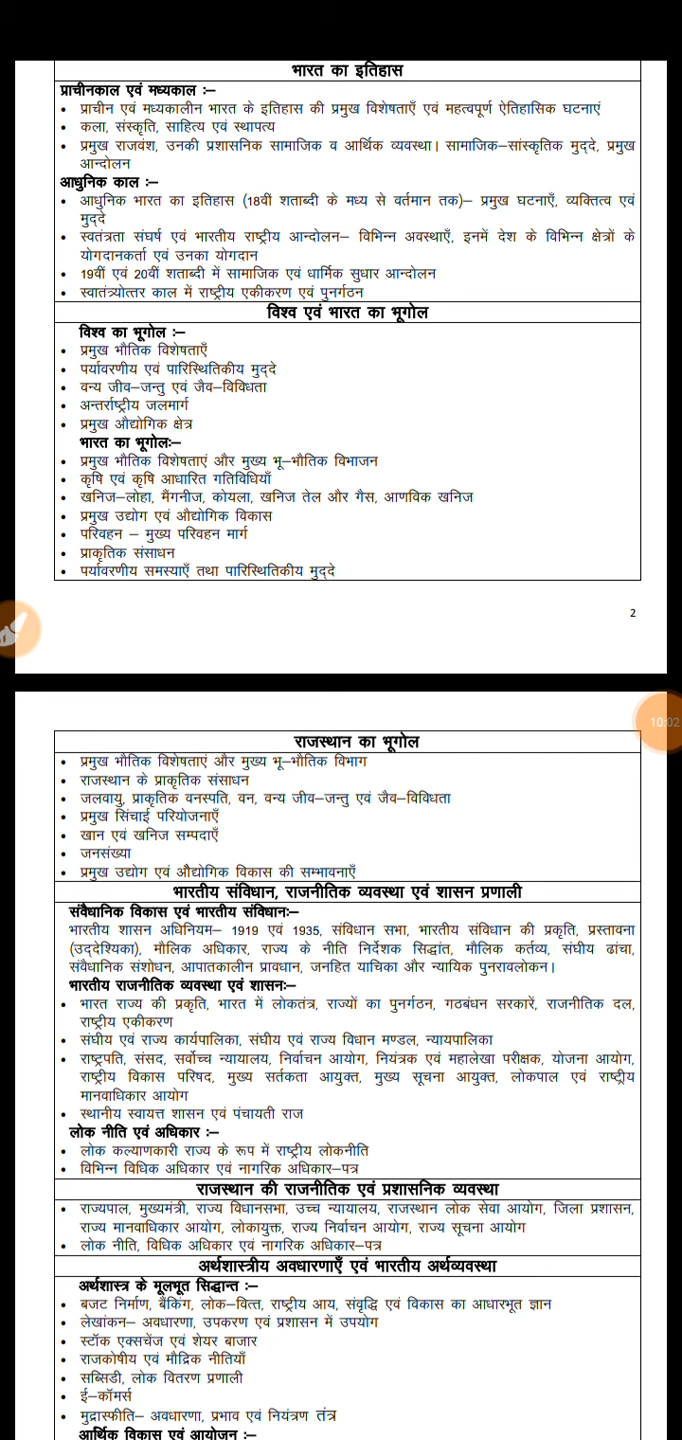 भारत का इतिहास
प्राचीनकाल एवं मध्यकाल :–
• प्राचीन एवं मध्यकालीन भारत के इतिहास की प्रमुख विशेषताएँ एवं महत्वपूर्ण ऐतिहासिक घटनाएं
• कला, संस्कृति, साहित्य एवं स्थापत्य
• प्रमुख राजवंश, उनकी प्रशासनिक सामाजिक व आर्थिक व्यवस्था। सामाजिक–सांस्कृतिक मुद्दे, प्रमुख
आन्दोलन
आधुनिक काल :–
• आधुनिक भारत का इतिहास (18वीं शताब्दी के मध्य से वर्तमान तक)– प्रमुख घटनाएँ, व्यक्तित्व एवं
मुद्दे
• स्वतंत्रता संघर्ष एवं भारतीय राष्ट्रीय आन्दोलन– विभिन्न अवस्थाएँ, इनमें देश के विभिन्न क्षेत्रों के
योगदानकर्ता एवं उनका योगदान
• 19वीं एवं 20वीं शताब्दी में सामाजिक एवं धार्मिक सुधार आन्दोलन
• स्वातंत्र्योत्तर काल में राष्ट्रीय एकीकरण एवं पुनर्गठन
विश्व एवं भारत का भूगोल
विश्व का भूगोल :–
• प्रमुख भौतिक विशेषताएँ
• पर्यावरणीय एवं पारिस्थितिकीय मुद्दे
• वन्य जीव–जन्तु एवं जैव–विविधता
• अन्तर्राष्ट्रीय जलमार्ग
• प्रमुख औद्योगिक क्षेत्र
भारत का भूगोल:–
• प्रमुख भौतिक विशेषताएं और मुख्य भू–भौतिक विभाजन
• कृषि एवं कृषि आधारित गतिविधियाँ
• खनिज–लोहा, मैंगनीज, कोयला, खनिज तेल और गैस, आणविक खनिज
• प्रमुख उद्योग एवं औद्योगिक विकास
• परिवहन – मुख्य परिवहन मार्ग
• प्राकृतिक संसाधन
• पर्यावरणीय समस्याएँ तथा पारिस्थितिकीय मुद्दे
2
10:02
राजस्थान का भूगोल
• प्रमुख भौतिक विशेषताएं और मुख्य भू–भौतिक विभाग
• राजस्थान के प्राकृतिक संसाधन
• जलवायु, प्राकृतिक वनस्पति, वन, वन्य जीव–जन्तु एवं जैव–विविधता
• प्रमुख सिंचाई परियोजनाएँ
• खान एवं खनिज सम्पदाएँ
• जनसंख्या
• प्रमुख उद्योग एवं औद्योगिक विकास की सम्भावनाएँ
भारतीय संविधान, राजनीतिक व्यवस्था एवं शासन प्रणाली
संवैधानिक विकास एवं भारतीय संविधान:–
भारतीय शासन अधिनियम– 1919 एवं 1935, संविधान सभा, भारतीय संविधान की प्रकृति, प्रस्तावना
(उद्देश्यिका), मौलिक अधिकार, राज्य के नीति निर्देशक सिद्धांत, मौलिक कर्तव्य, संघीय ढांचा,
संवैधानिक संशोधन, आपातकालीन प्रावधान, जनहित याचिका और न्यायिक पुनरावलोकन।
भारतीय राजनीतिक व्यवस्था एवं शासन:–
• भारत राज्य की प्रकृति, भारत में लोकतंत्र, राज्यों का पुनर्गठन, गठबंधन सरकारें, राजनीतिक दल,
राष्ट्रीय एकीकरण
• संघीय एवं राज्य कार्यपालिका, संघीय एवं राज्य विधान मण्डल, न्यायपालिका
• राष्ट्रपति, संसद, सर्वोच्च न्यायालय, निर्वाचन आयोग, नियंत्रक एवं महालेखा परीक्षक, योजना आयोग,
राष्ट्रीय विकास परिषद, मुख्य सर्तकता आयुक्त, मुख्य सूचना आयुक्त, लोकपाल एवं राष्ट्रीय
मानवाधिकार आयोग
• स्थानीय स्वायत्त शासन एवं पंचायती राज
लोक नीति एवं अधिकार :–
• लोक कल्याणकारी राज्य के रूप में राष्ट्रीय लोकनीति
• विभिन्न विधिक अधिकार एवं नागरिक अधिकार–पत्र
राजस्थान की राजनीतिक एवं प्रशासनिक व्यवस्था
• राज्यपाल, मुख्यमंत्री, राज्य विधानसभा, उच्च न्यायालय, राजस्थान लोक सेवा आयोग, जिला प्रशासन,
राज्य मानवाधिकार आयोग, लोकायुक्त, राज्य निर्वाचन आयोग, राज्य सूचना आयोग
• लोक नीति, विधिक अधिकार एवं नागरिक अधिकार–पत्र
अर्थशास्त्रीय अवधारणाएँ एवं भारतीय अर्थव्यवस्था
अर्थशास्त्र के मूलभूत सिद्धान्त :–
• बजट निर्माण, बैंकिंग, लोक–वित्त, राष्ट्रीय आय, संवृद्धि एवं विकास का आधारभूत ज्ञान
• लेखांकन– अवधारणा, उपकरण एवं प्रशासन में उपयोग
• स्टॉक एक्सचेंज एवं शेयर बाजार
• राजकोषीय एवं मौद्रिक नीतियाँ
• सब्सिडी, लोक वितरण प्रणाली
• ई–कॉमर्स
• मुद्रास्फीति– अवधारणा, प्रभाव एवं नियंत्रण तंत्र
आर्थिक विकास एवं आयोजन :–